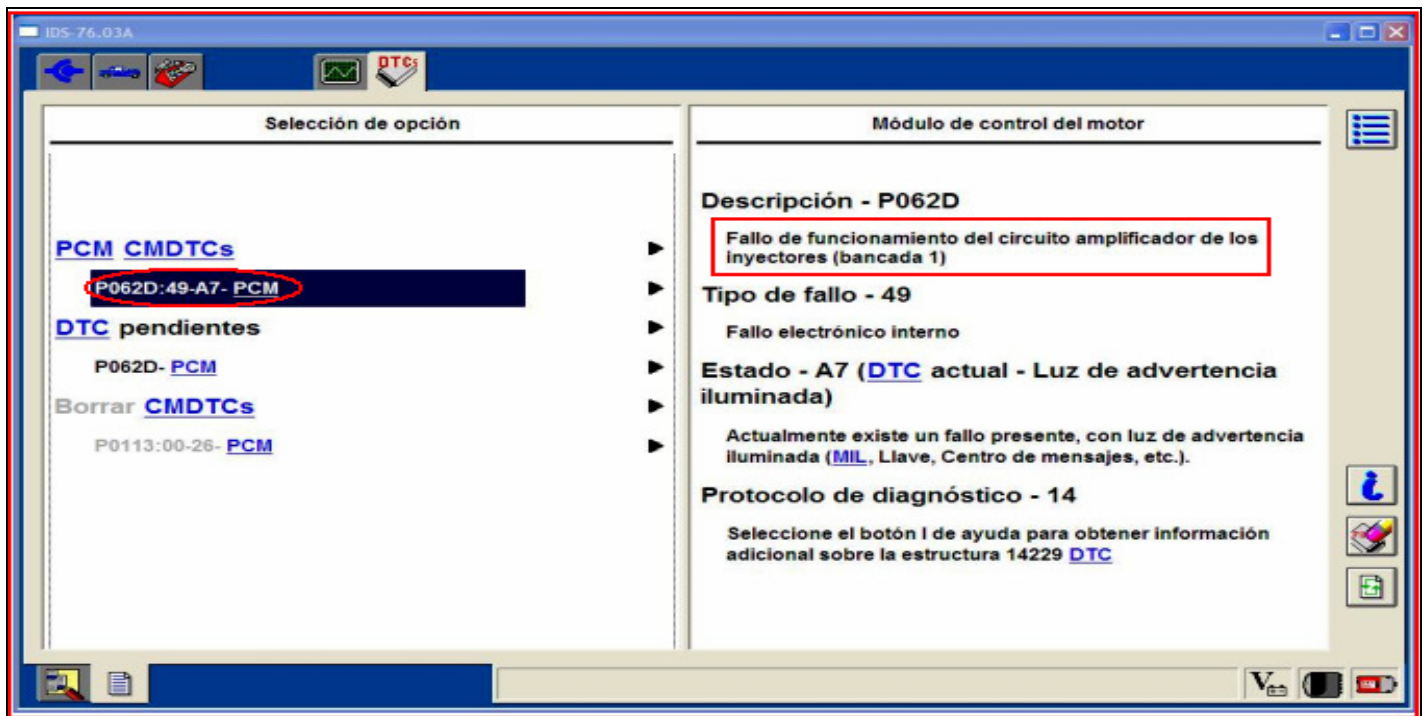 IDS-76.03A
DTCs
Selección de opción
PCM CMDTCs
P062D:49-A7- PCM
DTC pendientes
P062D- PCM
Borrar CMDTCs
P0113:00-26- PCM
Módulo de control del motor
Descripción - P062D
Fallo de funcionamiento del circuito amplificador de los
inyectores (bancada 1)
Tipo de fallo - 49
Fallo electrónico interno
Estado - A7 (DTC actual - Luz de advertencia
iluminada)
Actualmente existe un fallo presente, con luz de advertencia
iluminada (MIL, Llave, Centro de mensajes, etc.).
Protocolo de diagnóstico - 14
Seleccione el botón I de ayuda para obtener información
adicional sobre la estructura 14229 DTC
i
V